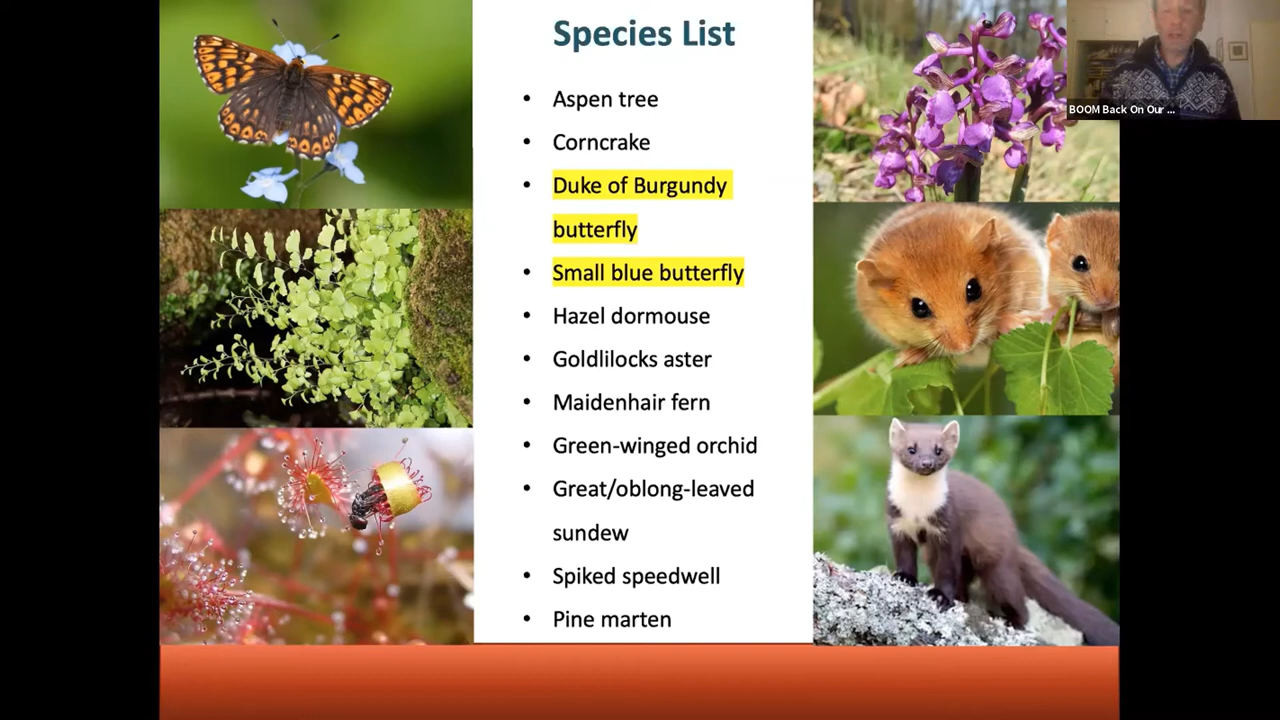 Species List
• Aspen tree
• Corncrake
• Duke of Burgundy
butterfly
• Small blue butterfly
• Hazel dormouse
• Goldlilocks aster
• Maidenhair fern
• Green-winged orchid
• Great/oblong-leaved
sundew
• Spiked speedwell
• Pine marten
BOOM Back On Our ...